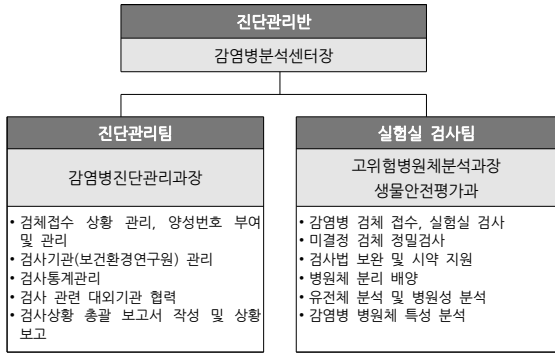 진단관리반
감염병분석센터장
진단관리팀
감염병진단관리과장
• 검체접수 상황 관리, 양성번호 부여
및 관리
• 검사기관(보건환경연구원) 관리
• 검사통계관리
• 검사 관련 대외기관 협력
• 검사상황 총괄 보고서 작성 및 상황
보고
실험실 검사팀
고위험병원체분석과장
생물안전평가과
• 감염병 검체 접수, 실험실 검사
• 미결정 검체 정밀검사
• 검사법 보완 및 시약 지원
• 병원체 분리 배양
• 유전체 분석 및 병원성 분석
• 감염병 병원체 특성 분석